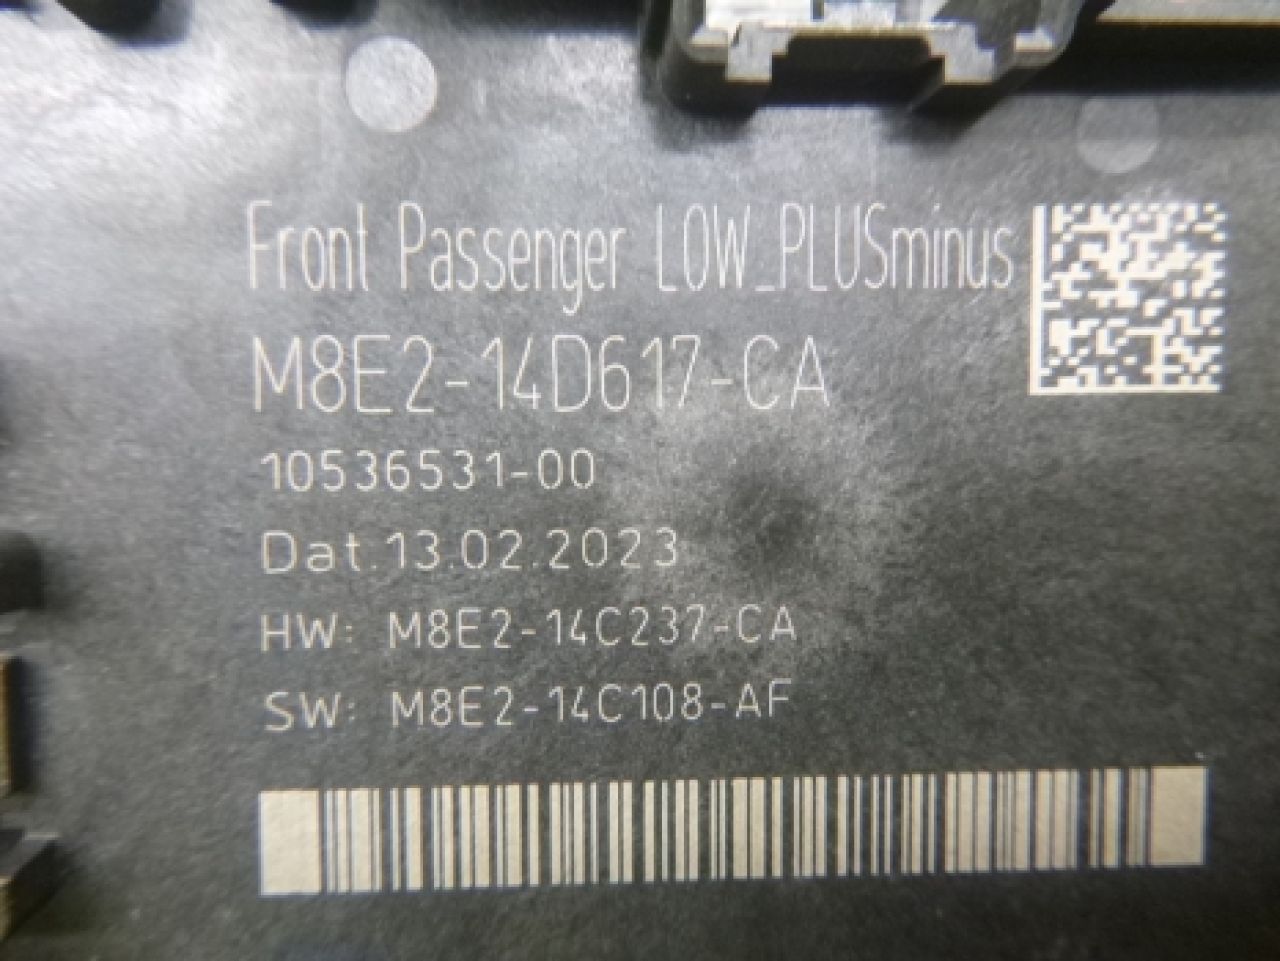 Front Passenger LOW_PLUSminus
M8E2-14D617-CA
10536531-00
Dat.13.02.2023
HW: M8E2-14C237-CA
SW: M8E2-14C108-AF